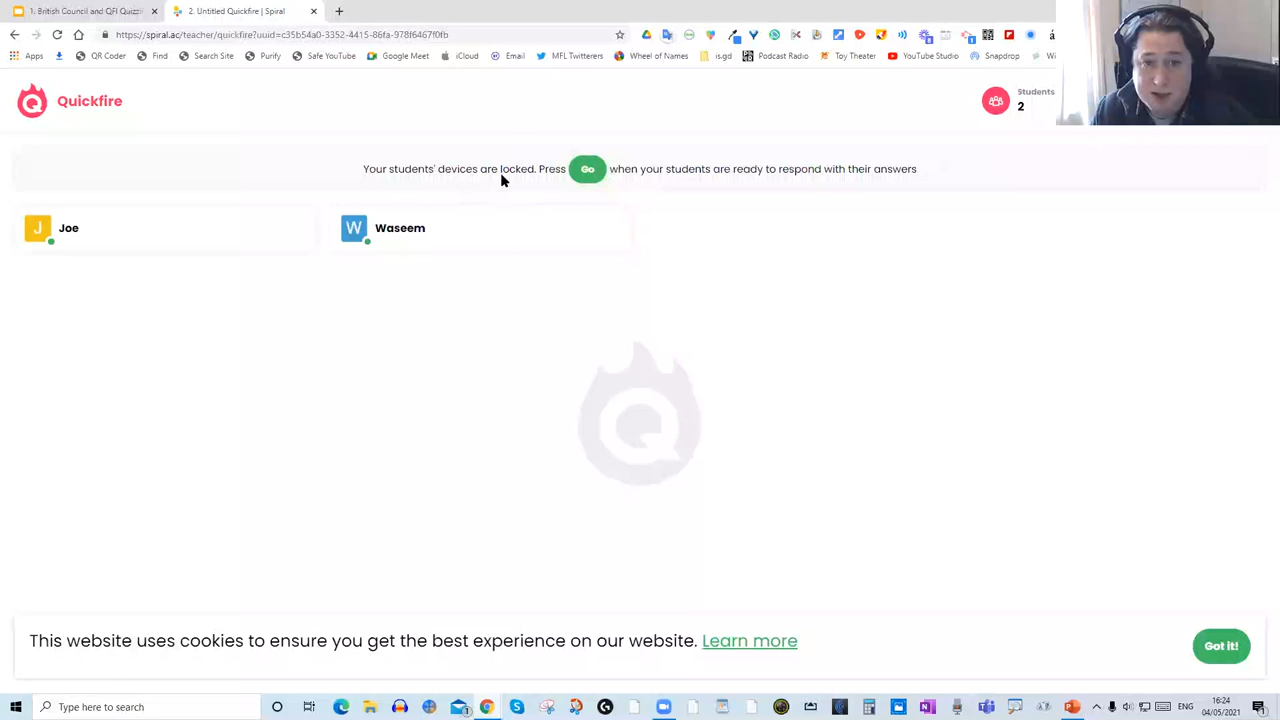 1. British Council and QFI Quizzi
2. Untitled Quickfire | Spiral
https://spiral.ac/teacher/quickfire?uuid=c35b54a0-3352-4415-86fa-978f6467f0fb
Apps
QR Coder
Find
Search Site
Purify
Safe YouTube
Google Meet
iCloud
Email
MFL Twitterers
Wheel of Names
is.gd
Podcast Radio
Toy Theater
YouTube Studio
Snapdrop
Wi
Quickfire
Students
2
Your students' devices are locked. Press Go when your students are ready to respond with their answers
J Joe
W Waseem
This website uses cookies to ensure you get the best experience on our website. Learn more
Got it!
Type here to search
ENG
16:24
04/05/2021